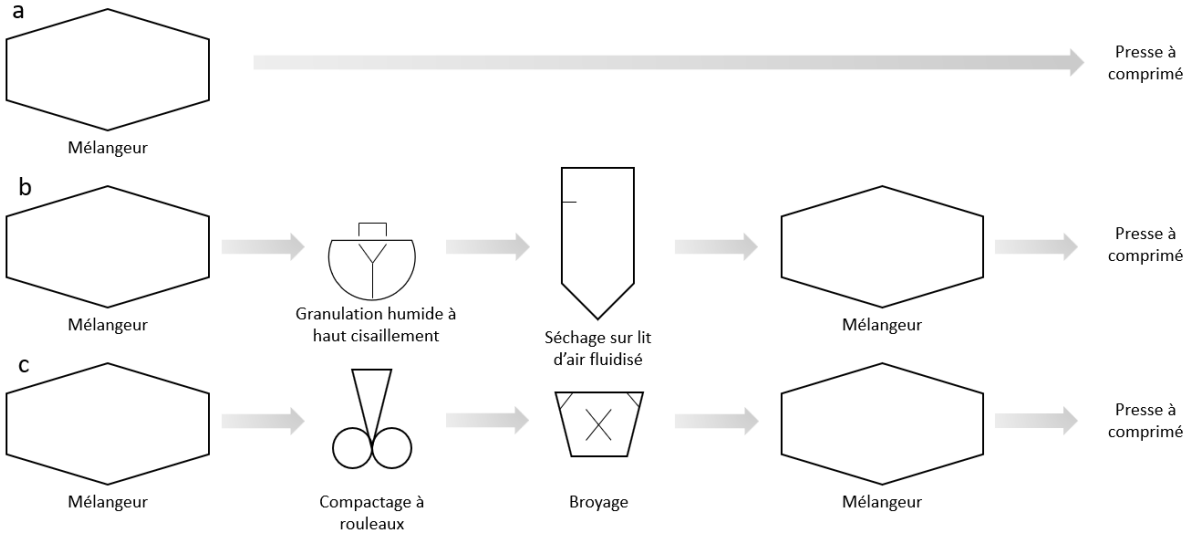 a
Mélangeur
Presse à
comprimé
b
Mélangeur
Granulation humide à
haut cisaillement
Séchage sur lit
d'air fluidisé
Mélangeur
Presse à
comprimé
c
Mélangeur
Compactage à
rouleaux
Broyage
Mélangeur
Presse à
comprimé